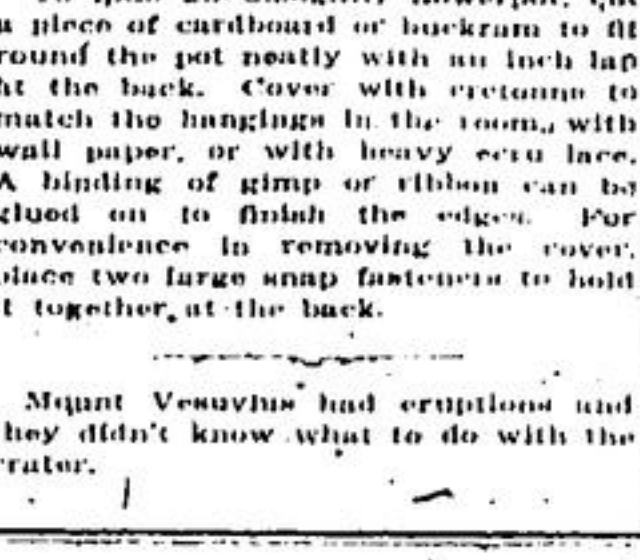 a piece of cardboard or buckram to fit
round the pot neatly with an inch lap
at the back. Cover with cretonne to
match the hangings in the room, with
wall paper, or with heavy ecru lace.
A binding of gimp or ribbon can be
glued on to finish the edges. For
convenience in removing the cover,
place two large snap fasteners to hold
it together at the back.
Mount Vesuvius had eruptions and
they didn't know what to do with the
crater.